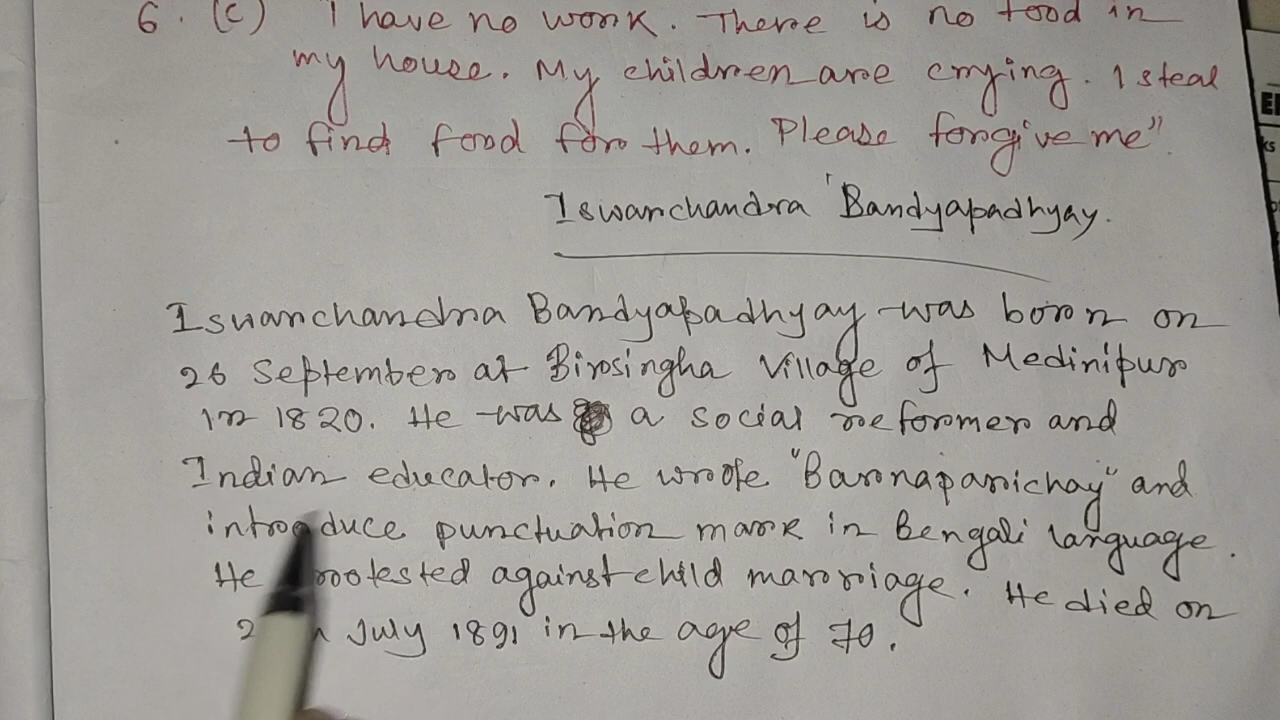 6. (c) I have no work. There is no food in
my house. My children are crying. I steal
to find food for them. Please forgive me"
Iswarchandra Bandyapadhyay.
Iswarchandra Bandyapadhyay was born on
26 September at Birsingha Village of Medinipur
in 1820. He was a social reformer and
Indian educator. He wrote "Barnaparichay" and
introduce punctuation mark in Bengali language.
He protested against child marriage. He died on
July 1891 in the age of 70.